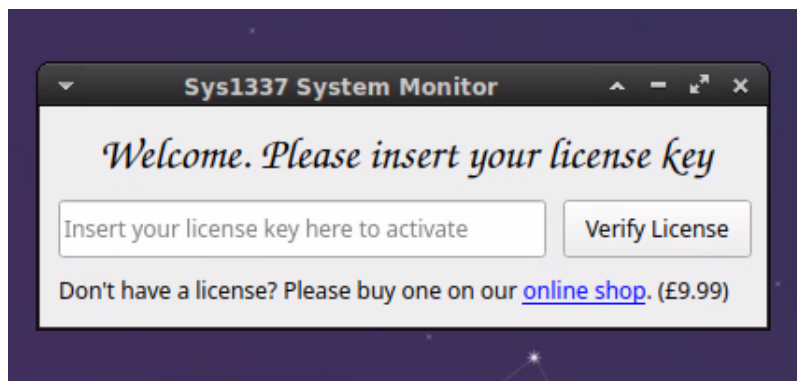 Sys1337 System Monitor
Welcome. Please insert your license key
Insert your license key here to activate
Verify License
Don't have a license? Please buy one on our online shop. (£9.99)